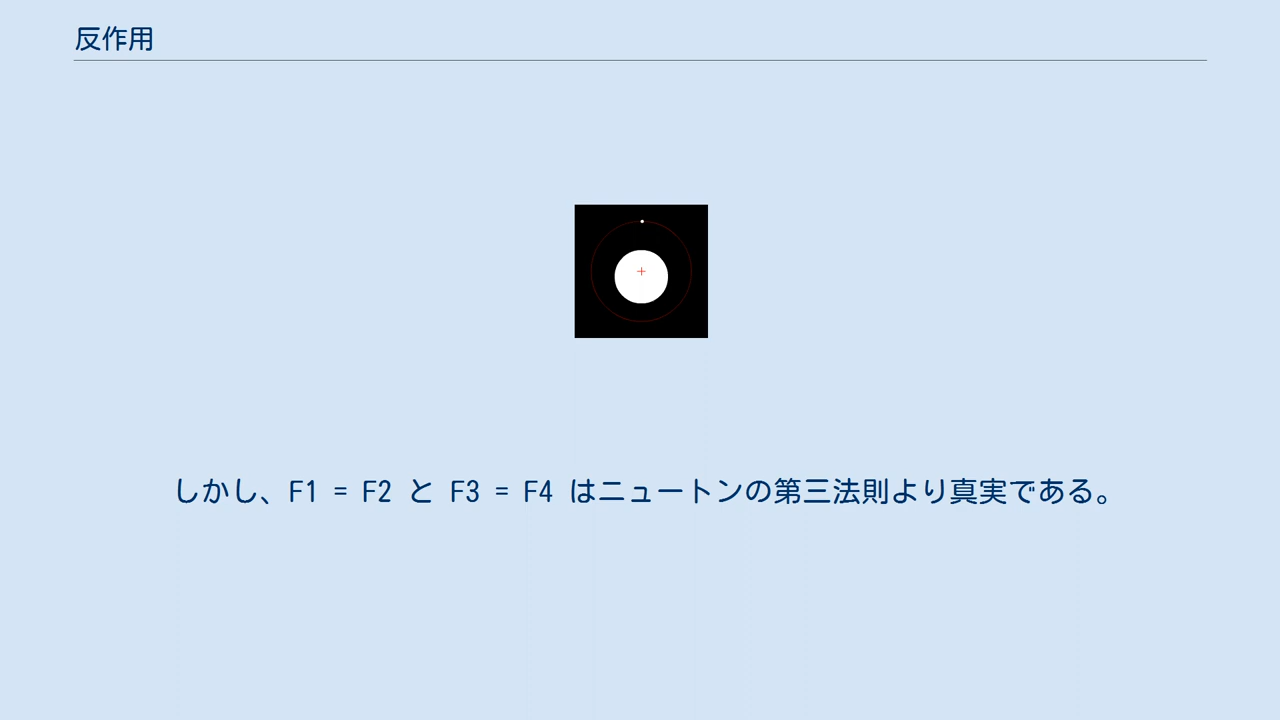 反作用
しかし、F1 = F2 と F3 = F4 はニュートンの第三法則より真実である。